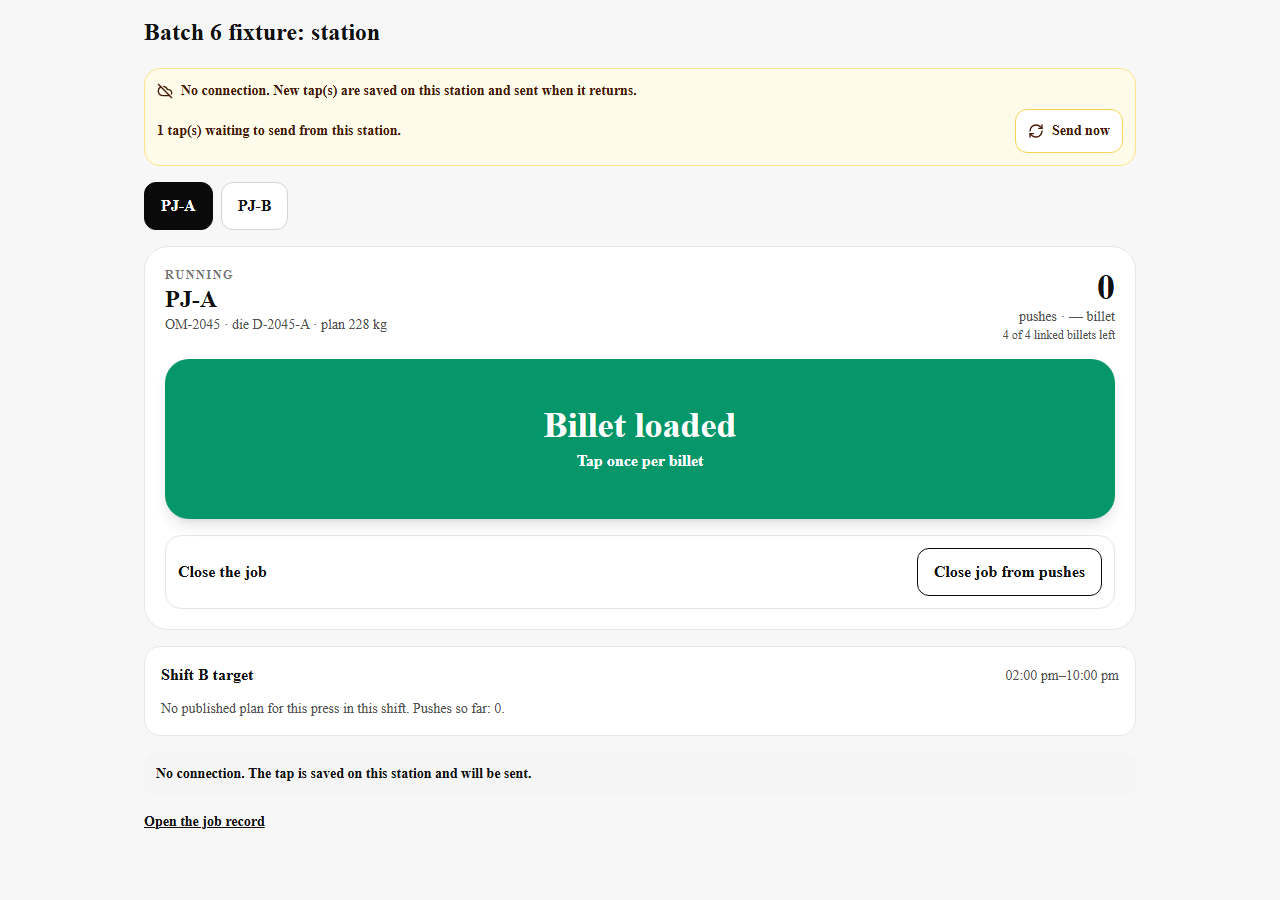 Batch 6 fixture: station
No connection. New tap(s) are saved on this station and sent when it returns.
1 tap(s) waiting to send from this station.
Send now
PJ-A
PJ-B
RUNNING
PJ-A
OM-2045 · die D-2045-A · plan 228 kg
0
pushes · — billet
4 of 4 linked billets left
Billet loaded
Tap once per billet
Close the job
Close job from pushes
Shift B target
02:00 pm–10:00 pm
No published plan for this press in this shift. Pushes so far: 0.
No connection. The tap is saved on this station and will be sent.
Open the job record